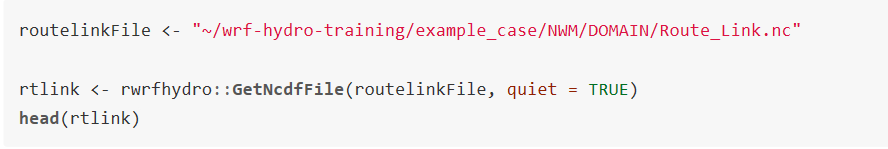 routelinkFile <- "~/wrf-hydro-training/example_case/NWM/DOMAIN/Route_Link.nc"
rtlink <- rwrfhydro::GetNcdfFile(routelinkFile, quiet = TRUE)
head(rtlink)